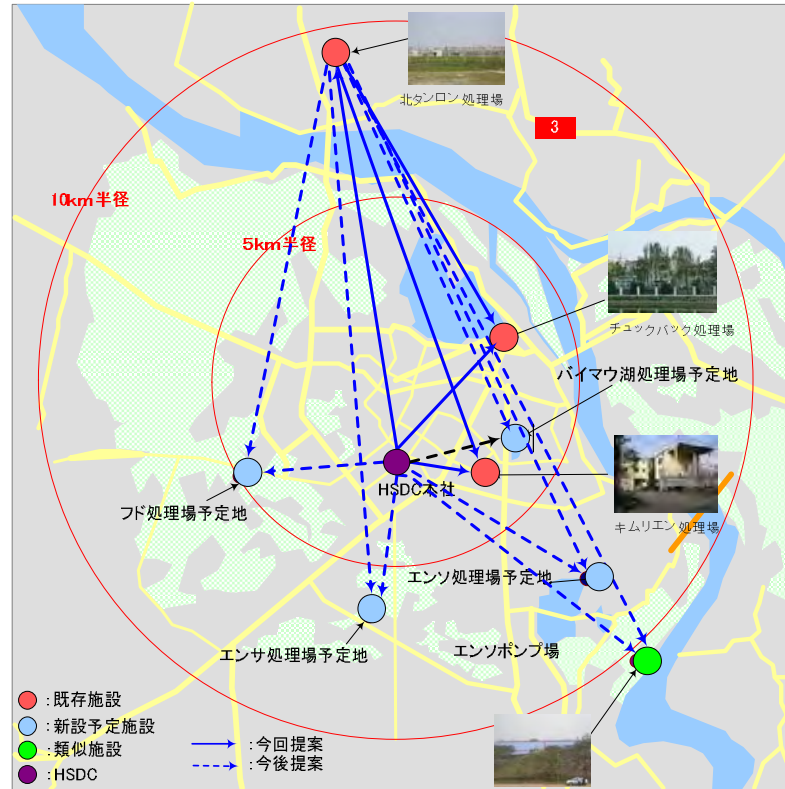 北タンロン処理場
3
10km半径
5km半径
チュックバック処理場
バイマウ湖処理場予定地
HSDC本社
フド処理場予定地
キムリエン処理場
エンソ処理場予定地
エンサ処理場予定地
エンソポンプ場
:既存施設
:新設予定施設
:類似施設
:HSDC
:今回提案
:今後提案